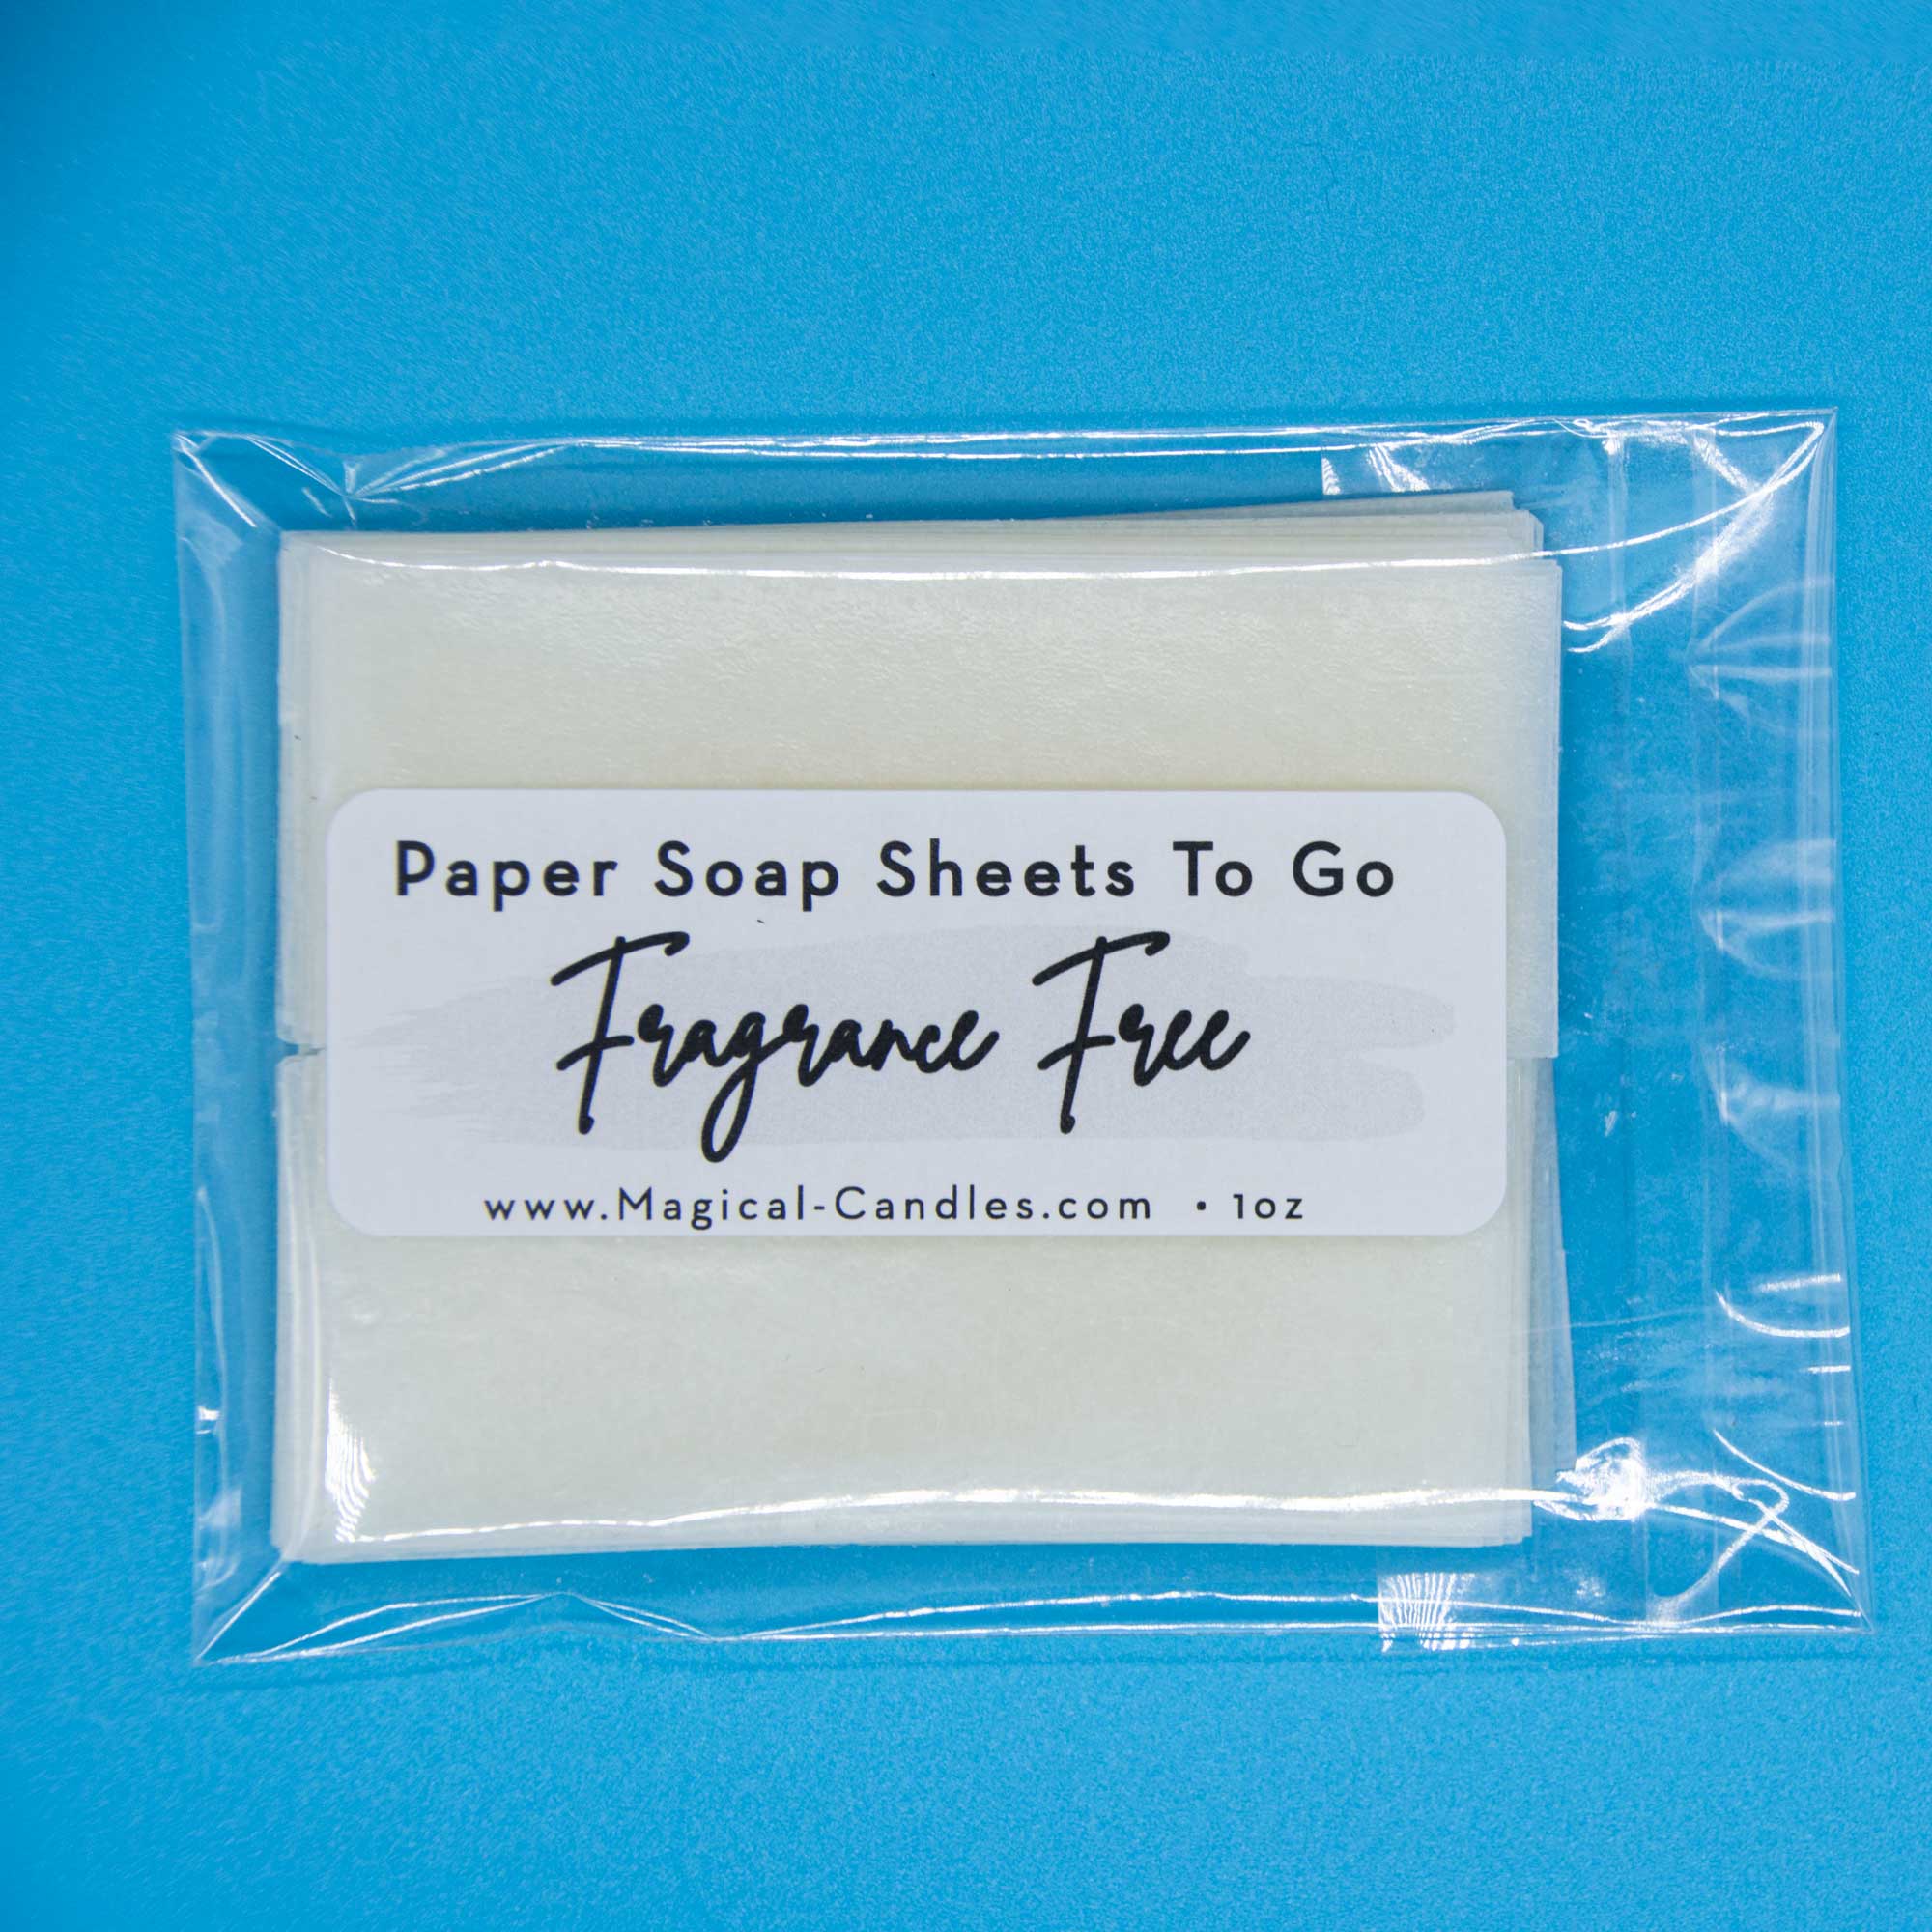 Paper Soap Sheets To Go
Fragrance Free
www.Magical-Candles.com • 1oz